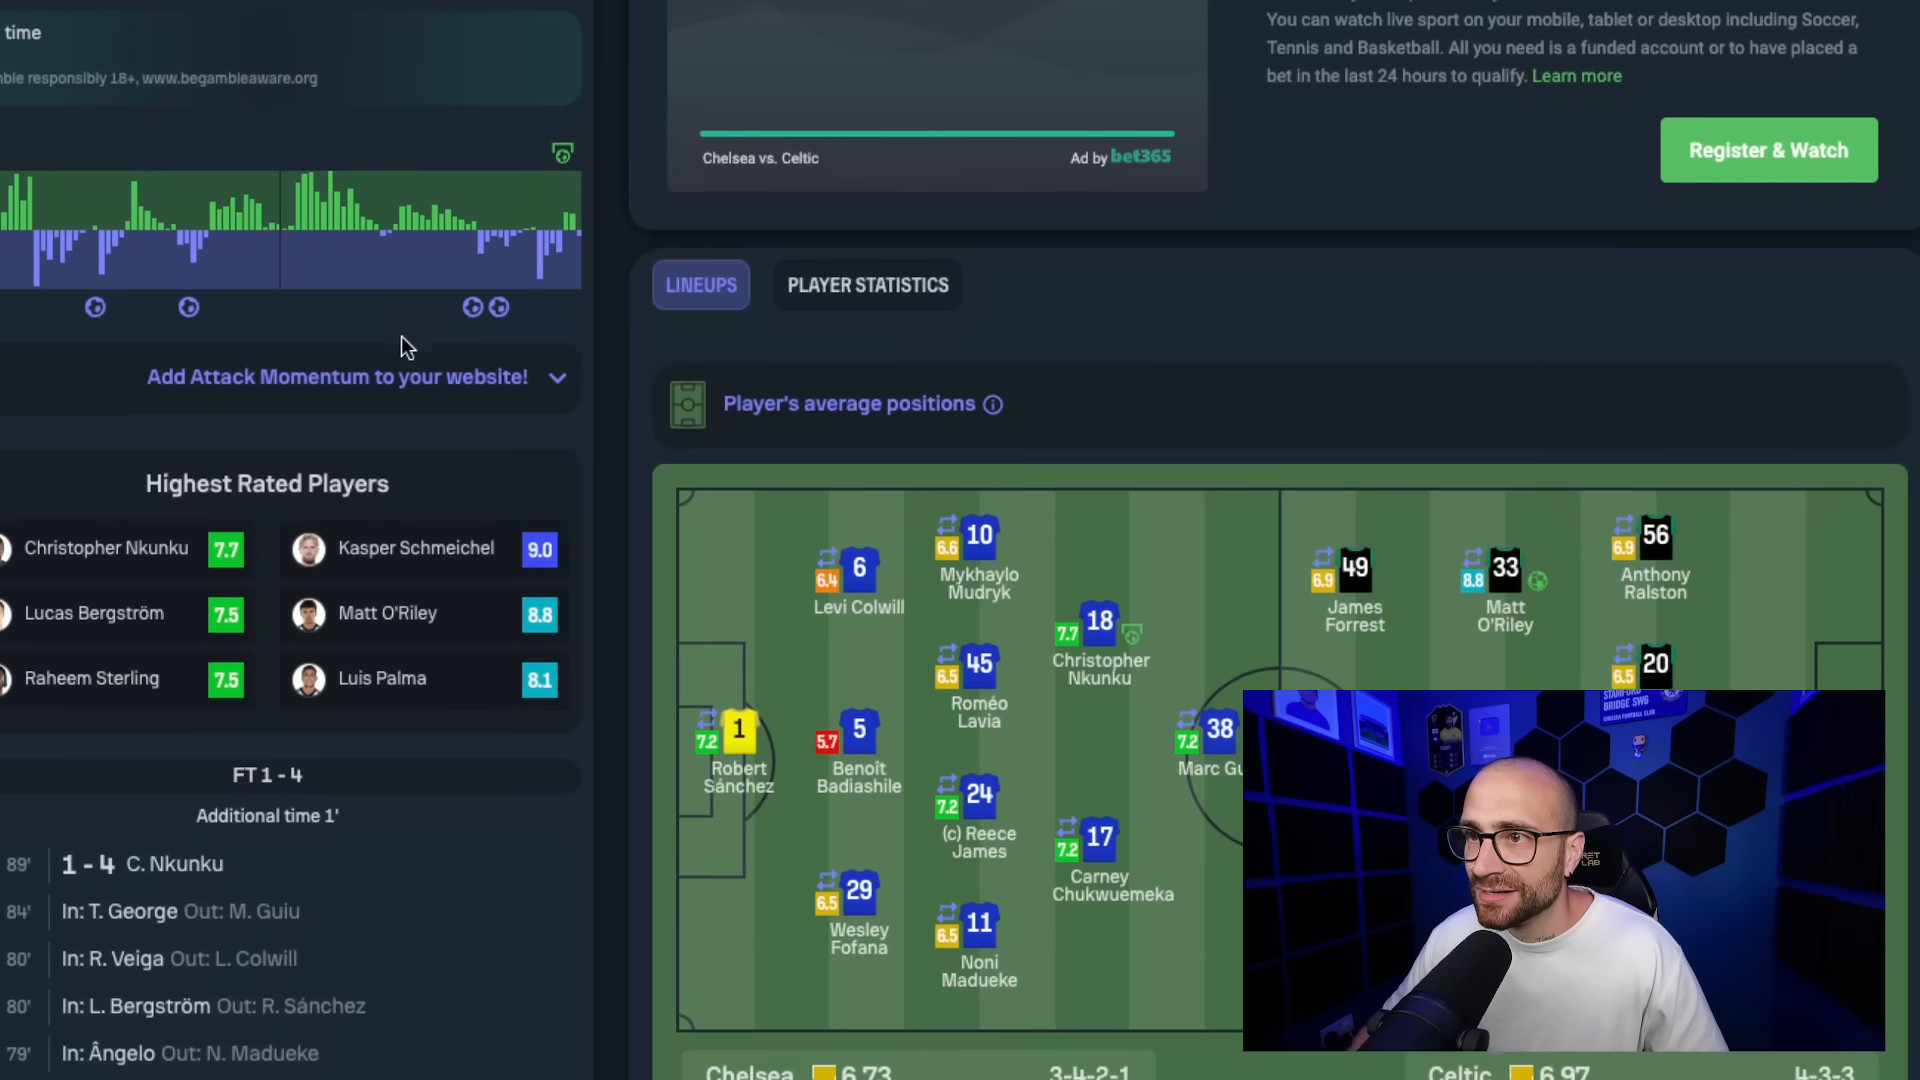 time
ble responsibly 18+, www.begambleaware.org
Add Attack Momentum to your website!
Highest Rated Players
Christopher Nkunku 7.7
Kasper Schmeichel 9.0
Lucas Bergström 7.5
Matt O'Riley 8.8
Raheem Sterling 7.5
Luis Palma 8.1
FT 1 - 4
Additional time 1'
89' 1 - 4 C. Nkunku
84' In: T. George Out: M. Guiu
80' In: R. Veiga Out: L. Colwill
80' In: L. Bergström Out: R. Sánchez
79' In: Ângelo Out: N. Madueke
Chelsea vs. Celtic
Ad by bet365
You can watch live sport on your mobile, tablet or desktop including Soccer,
Tennis and Basketball. All you need is a funded account or to have placed a
bet in the last 24 hours to qualify. Learn more
Register & Watch
LINEUPS
PLAYER STATISTICS
Player's average positions
1
7.2
Robert
Sánchez
6
6.4
Levi Colwill
5
5.7
Benoît
Badiashile
29
6.5
Wesley
Fofana
10
6.6
Mykhaylo
Mudryk
45
6.5
Roméo
Lavia
24
7.2
(c) Reece
James
11
6.5
Noni
Madueke
18
7.7
Christopher
Nkunku
17
7.2
Carney
Chukwuemeka
38
7.2
Marc Gu
49
6.9
James
Forrest
33
8.8
Matt
O'Riley
56
6.9
Anthony
Ralston
20
6.5
STAMFORD
BRIDGE SW6
CHELSEA FOOTBALL CLUB
RET
LAB
Chelsea 6.73 3-4-2-1
Celtic 6.97 4-3-3